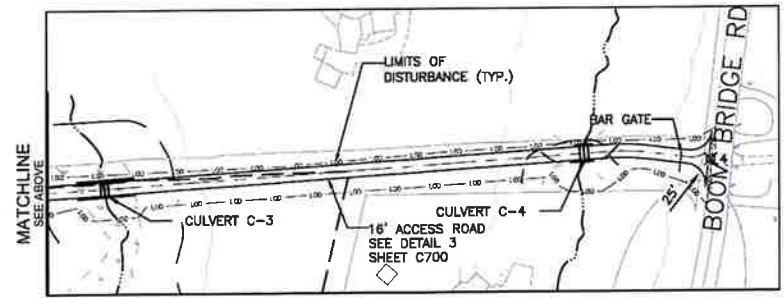 LIMITS OF
DISTURBANCE (TYP.)
BAR GATE
BOOM BRIDGE RD
MATCHLINE
SEE ABOVE
CULVERT C-3
CULVERT C-4
25'
16' ACCESS ROAD
SEE DETAIL 3
SHEET C700